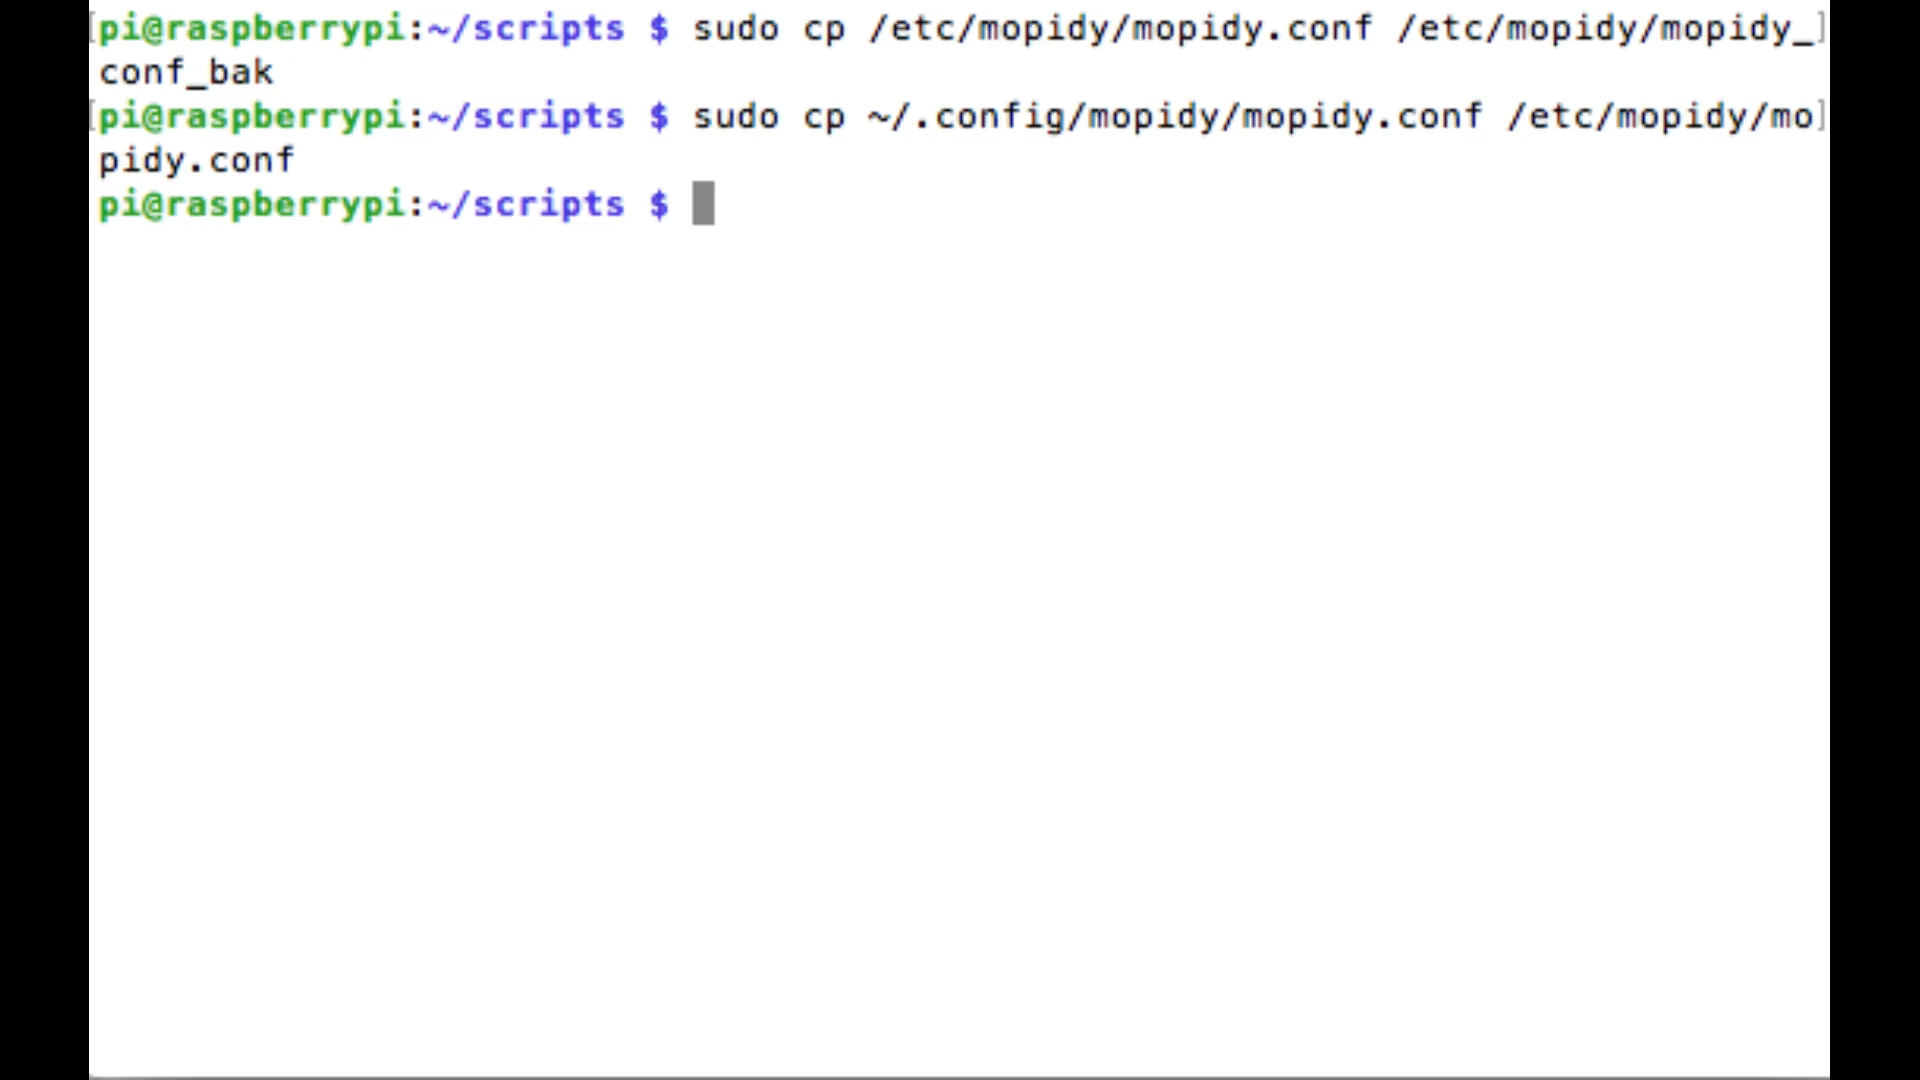 [pi@raspberrypi:~/scripts $ sudo cp /etc/mopidy/mopidy.conf /etc/mopidy/mopidy_]
conf_bak
[pi@raspberrypi:~/scripts $ sudo cp ~/.config/mopidy/mopidy.conf /etc/mopidy/mo]
pidy.conf
pi@raspberrypi:~/scripts $